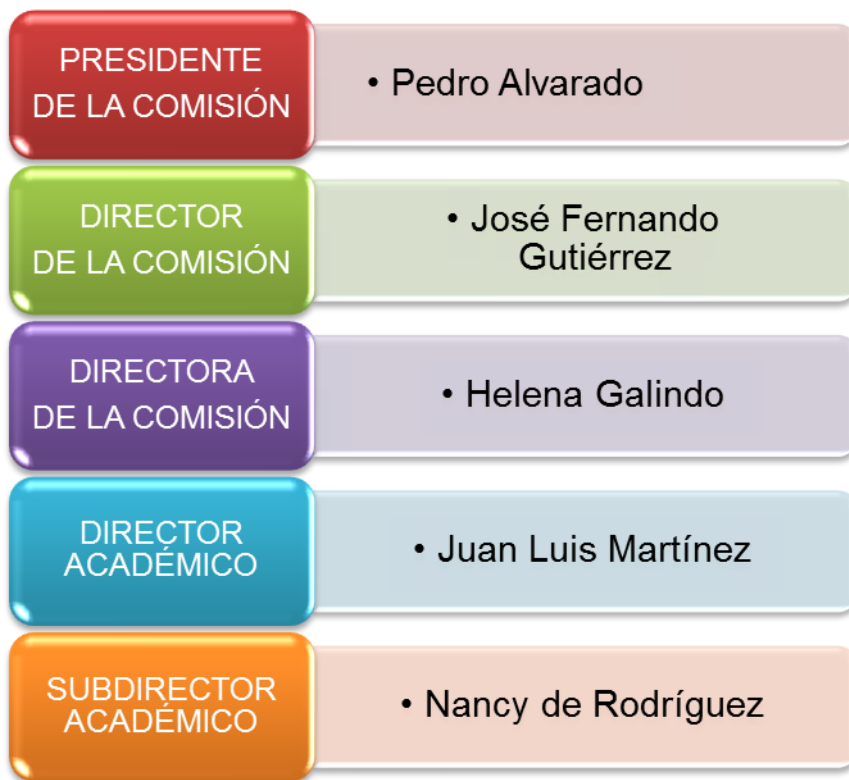 PRESIDENTE
DE LA COMISIÓN
• Pedro Alvarado
DIRECTOR
DE LA COMISIÓN
• José Fernando
Gutiérrez
DIRECTORA
DE LA COMISIÓN
• Helena Galindo
DIRECTOR
ACADÉMICO
• Juan Luis Martínez
SUBDIRECTOR
ACADÉMICO
• Nancy de Rodríguez